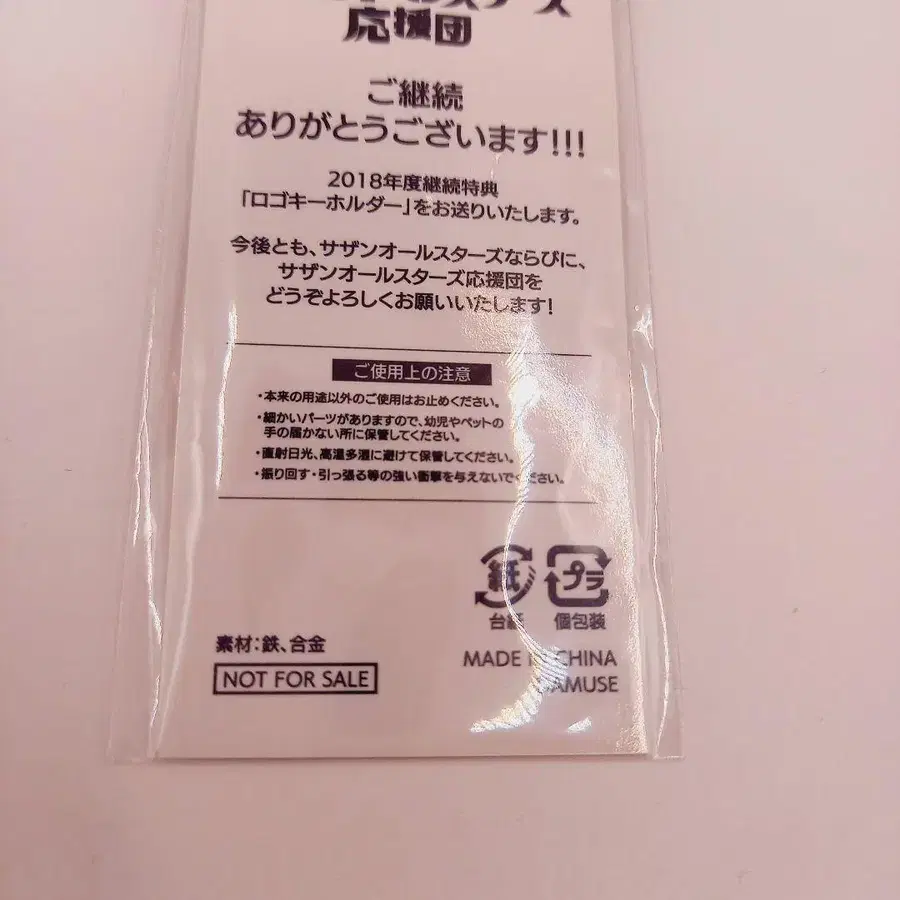 応援団
ご継続
ありがとうございます!!!
2018年度継続特典
「ロゴキーホルダー」をお送りいたします。
今後とも、サザンオールスターズならびに、
サザンオールスターズ応援団を
どうぞよろしくお願いいたします!
ご使用上の注意
・本来の用途以外のご使用はお止めください。
・細かいパーツがありますので、幼児やペットの
手の届かない所に保管してください。
・直射日光、高温多湿に避けて保管してください。
・振り回す・引っ張る等の強い衝撃を与えないでください。
紙 プラ
台紙 個包装
素材:鉄、合金
NOT FOR SALE
MADE IN CHINA
©AMUSE